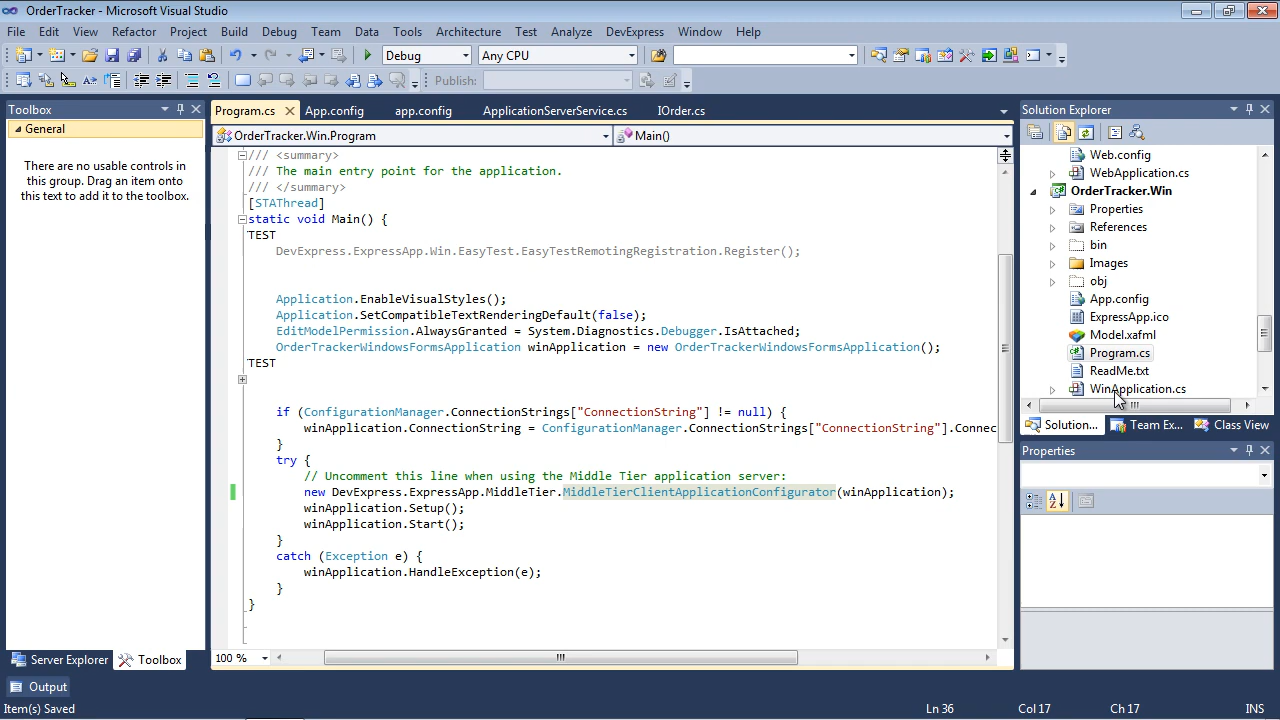 OrderTracker - Microsoft Visual Studio
File Edit View Refactor Project Build Debug Team Data Tools Architecture Test Analyze DevExpress Window Help
Debug Any CPU
Publish:
Toolbox
General
There are no usable controls in
this group. Drag an item onto
this text to add it to the toolbox.
Server Explorer Toolbox
Program.cs App.config app.config ApplicationServerService.cs IOrder.cs
OrderTracker.Win.Program Main()
/// <summary>
/// The main entry point for the application.
/// </summary>
[STAThread]
static void Main() {
TEST
DevExpress.ExpressApp.Win.EasyTest.EasyTestRemotingRegistration.Register();
Application.EnableVisualStyles();
Application.SetCompatibleTextRenderingDefault(false);
EditModelPermission.AlwaysGranted = System.Diagnostics.Debugger.IsAttached;
OrderTrackerWindowsFormsApplication winApplication = new OrderTrackerWindowsFormsApplication();
TEST
if (ConfigurationManager.ConnectionStrings["ConnectionString"] != null) {
winApplication.ConnectionString = ConfigurationManager.ConnectionStrings["ConnectionString"].Connec
}
try {
// Uncomment this line when using the Middle Tier application server:
new DevExpress.ExpressApp.MiddleTier.MiddleTierClientApplicationConfigurator(winApplication);
winApplication.Setup();
winApplication.Start();
}
catch (Exception e) {
winApplication.HandleException(e);
}
}
100 %
Solution Explorer
Web.config
WebApplication.cs
OrderTracker.Win
Properties
References
bin
Images
obj
App.config
ExpressApp.ico
Model.xafml
Program.cs
ReadMe.txt
WinApplication.cs
Solution... Team Ex... Class View
Properties
Output
Item(s) Saved Ln 36 Col 17 Ch 17 INS